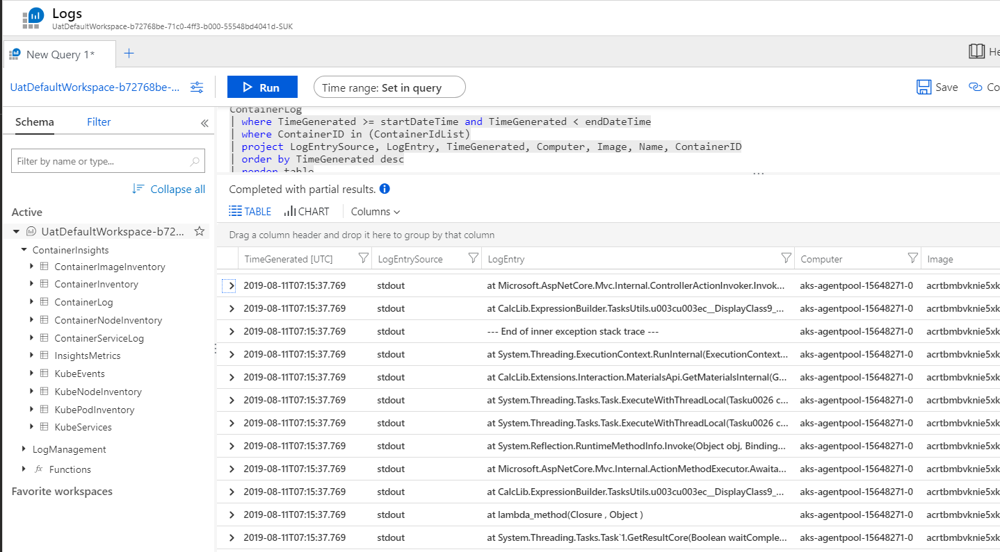 Logs
UatDefaultWorkspace-b72768be-71c0-4ff3-b000-55548bd4041d-SUK
New Query 1*
He
UatDefaultWorkspace-b72768be-...
Run
Time range: Set in query
Save
Co
Schema
Filter
Filter by name or type...
Collapse all
Active
UatDefaultWorkspace-b72...
ContainerInsights
ContainerImageInventory
ContainerInventory
ContainerLog
ContainerNodeInventory
ContainerServiceLog
InsightsMetrics
KubeEvents
KubeNodeInventory
KubePodInventory
KubeServices
LogManagement
fx Functions
Favorite workspaces
ContainerLog
| where TimeGenerated >= startDateTime and TimeGenerated < endDateTime
| where ContainerID in (ContainerIdList)
| project LogEntrySource, LogEntry, TimeGenerated, Computer, Image, Name, ContainerID
| order by TimeGenerated desc
| render table
Completed with partial results.
TABLE CHART Columns
Drag a column header and drop it here to group by that column
TimeGenerated [UTC] LogEntrySource LogEntry Computer Image
2019-08-11T07:15:37.769 stdout at Microsoft.AspNetCore.Mvc.Internal.ControllerActionInvoker.Invok... aks-agentpool-15648271-0 acrtbmbvknie5xk
2019-08-11T07:15:37.769 stdout at CalcLib.ExpressionBuilder.TasksUtils.u003cu003ec__DisplayClass9_... aks-agentpool-15648271-0 acrtbmbvknie5xk
2019-08-11T07:15:37.769 stdout --- End of inner exception stack trace --- aks-agentpool-15648271-0 acrtbmbvknie5xk
2019-08-11T07:15:37.769 stdout at System.Threading.ExecutionContext.RunInternal(ExecutionContext... aks-agentpool-15648271-0 acrtbmbvknie5xk
2019-08-11T07:15:37.769 stdout at CalcLib.Extensions.Interaction.MaterialsApi.GetMaterialsInternal(G... aks-agentpool-15648271-0 acrtbmbvknie5xk
2019-08-11T07:15:37.769 stdout at System.Threading.Tasks.Task.ExecuteWithThreadLocal(Tasku0026 c... aks-agentpool-15648271-0 acrtbmbvknie5xk
2019-08-11T07:15:37.769 stdout at System.Threading.Tasks.Task.ExecuteWithThreadLocal(Tasku0026 c... aks-agentpool-15648271-0 acrtbmbvknie5xk
2019-08-11T07:15:37.769 stdout at System.Reflection.RuntimeMethodInfo.Invoke(Object obj, Binding... aks-agentpool-15648271-0 acrtbmbvknie5xk
2019-08-11T07:15:37.769 stdout at Microsoft.AspNetCore.Mvc.Internal.ActionMethodExecutor.Awaita... aks-agentpool-15648271-0 acrtbmbvknie5xk
2019-08-11T07:15:37.769 stdout at CalcLib.ExpressionBuilder.TasksUtils.u003cu003ec__DisplayClass9_... aks-agentpool-15648271-0 acrtbmbvknie5xk
2019-08-11T07:15:37.769 stdout at lambda_method(Closure , Object ) aks-agentpool-15648271-0 acrtbmbvknie5xk
2019-08-11T07:15:37.769 stdout at System.Threading.Tasks.Task`1.GetResultCore(Boolean waitComple... aks-agentpool-15648271-0 acrtbmbvknie5xk